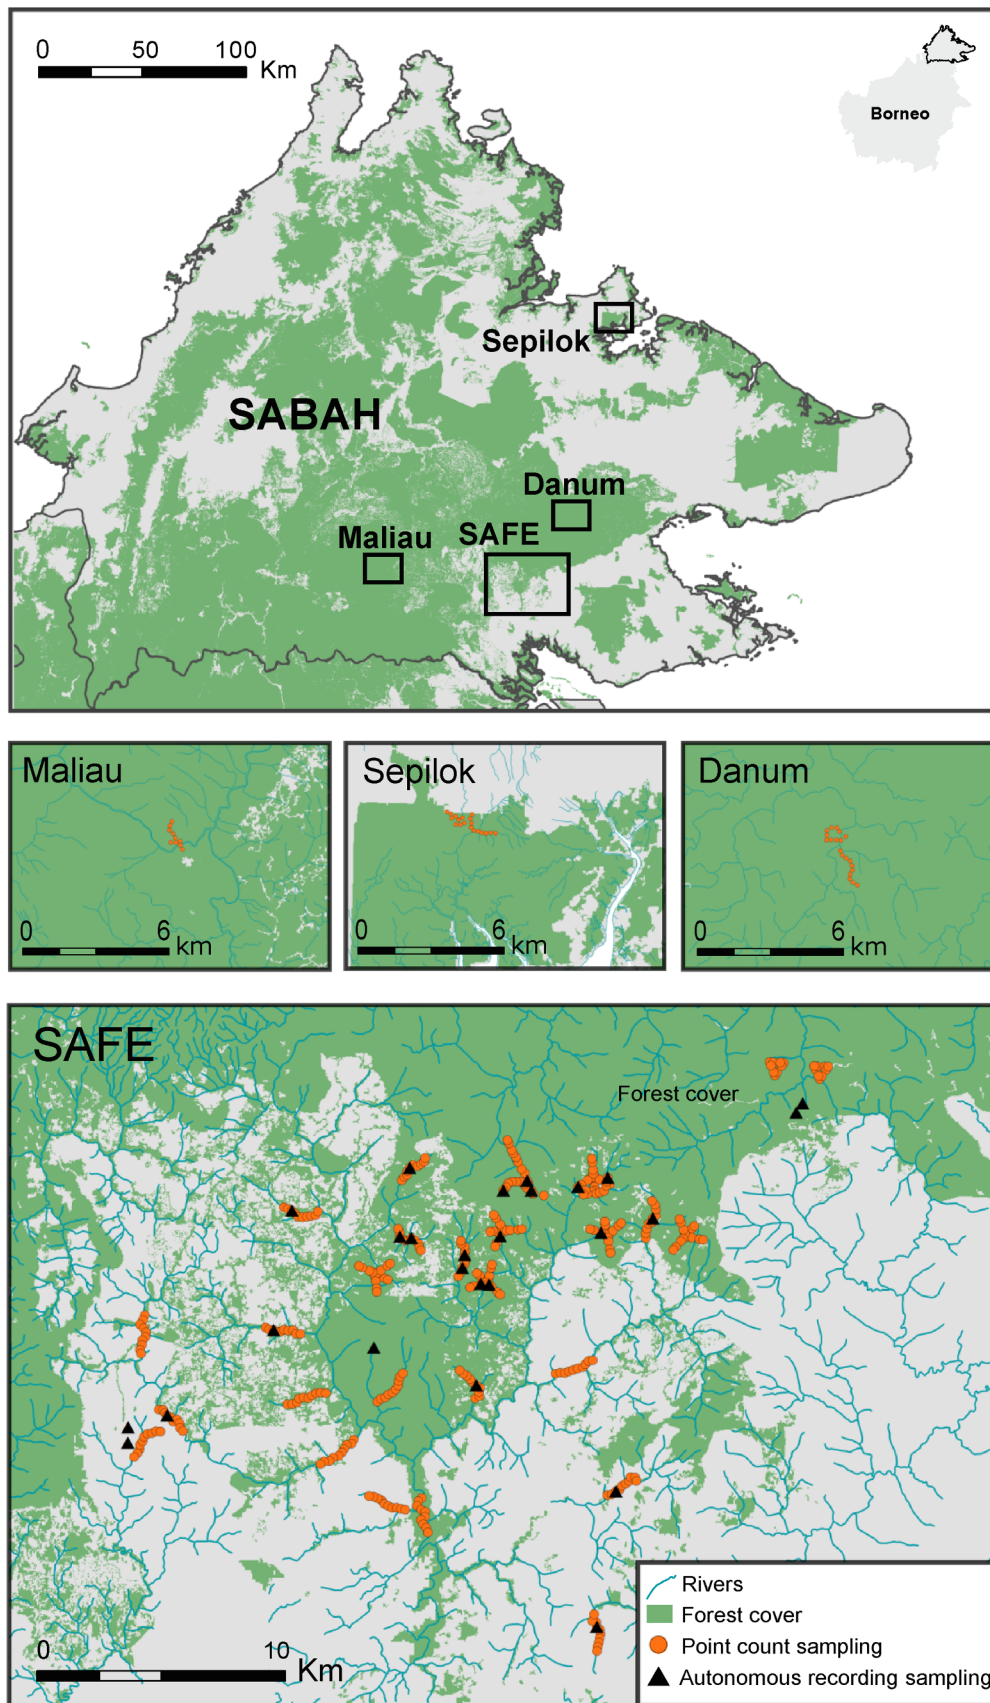 0 50 100
Km
Borneo
Sepilok
SABAH
Danum
Maliau
SAFE
Maliau
0 6
km
Sepilok
0 6
km
Danum
0 6
km
SAFE
Forest cover
0 10
Km
Rivers
Forest cover
Point count sampling
Autonomous recording sampling